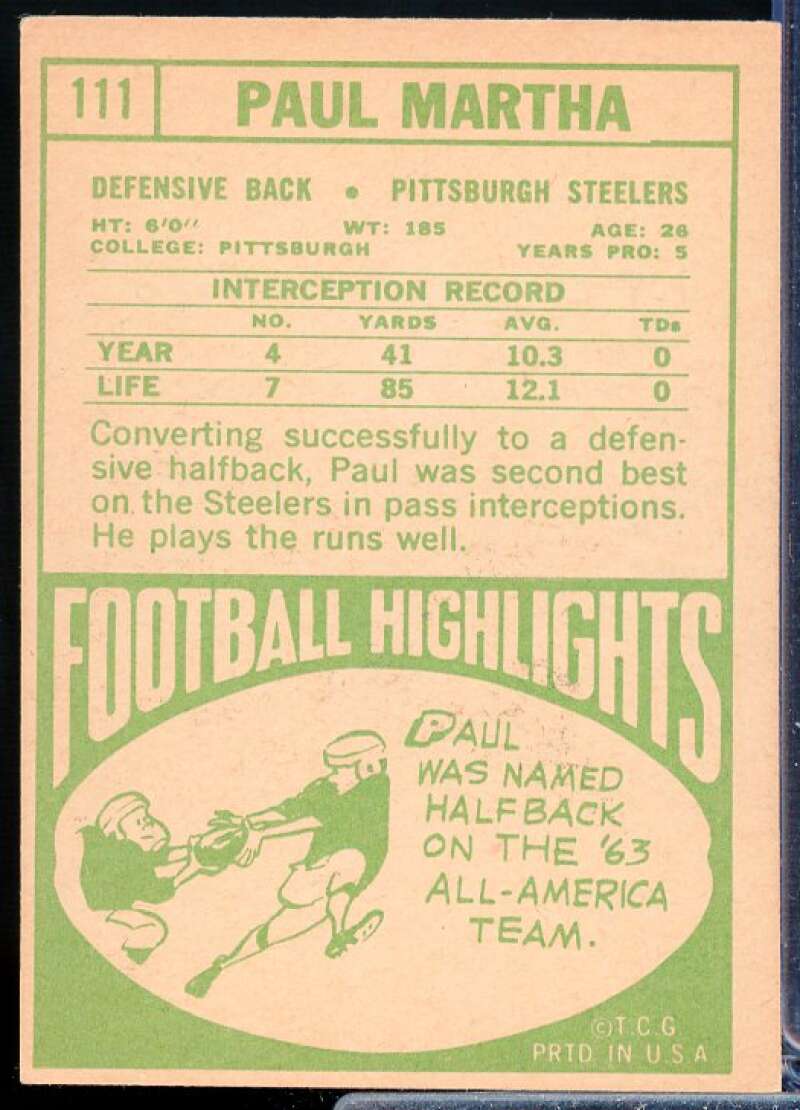 111 PAUL MARTHA
DEFENSIVE BACK • PITTSBURGH STEELERS
HT: 6'0" WT: 185 AGE: 26
COLLEGE: PITTSBURGH YEARS PRO: 5
INTERCEPTION RECORD
NO. YARDS AVG. TDs
YEAR 4 41 10.3 0
LIFE 7 85 12.1 0
Converting successfully to a defen-
sive halfback, Paul was second best
on the Steelers in pass interceptions.
He plays the runs well.
FOOTBALL HIGHLIGHTS
PAUL
WAS NAMED
HALFBACK
ON THE '63
ALL-AMERICA
TEAM.
©T.C.G
PRTD IN U.S.A